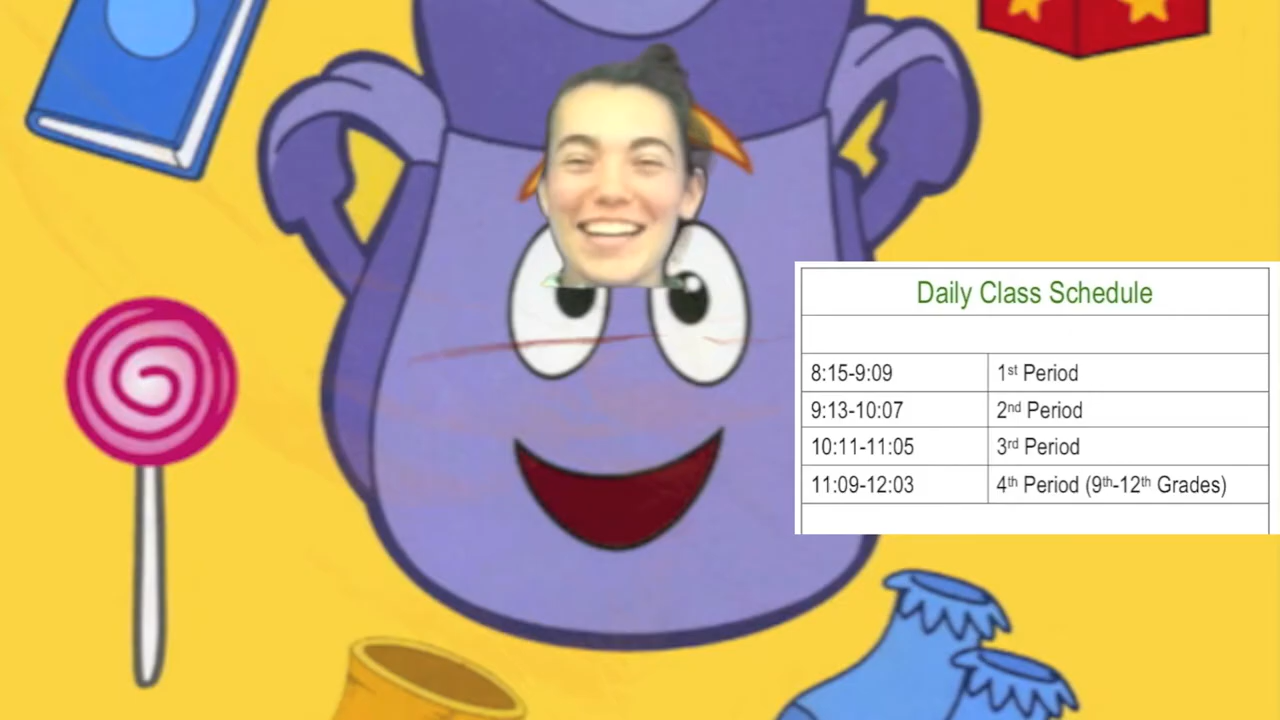 Daily Class Schedule
8:15-9:09 1st Period
9:13-10:07 2nd Period
10:11-11:05 3rd Period
11:09-12:03 4th Period (9th-12th Grades)